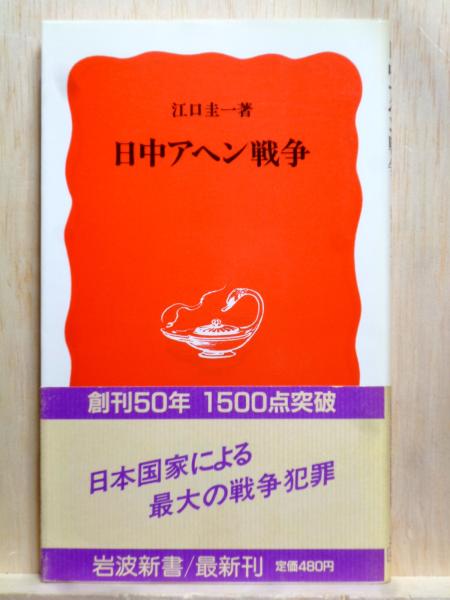 江口圭一著
日中アヘン戦争
創刊50年 1500点突破
日本国家による
最大の戦争犯罪
岩波新書/最新刊 定価480円